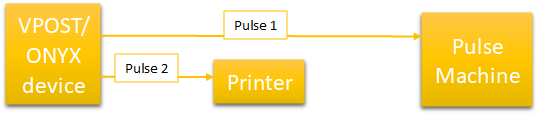 VPOST/
ONYX
device
Pulse 1
Pulse 2
Printer
Pulse
Machine